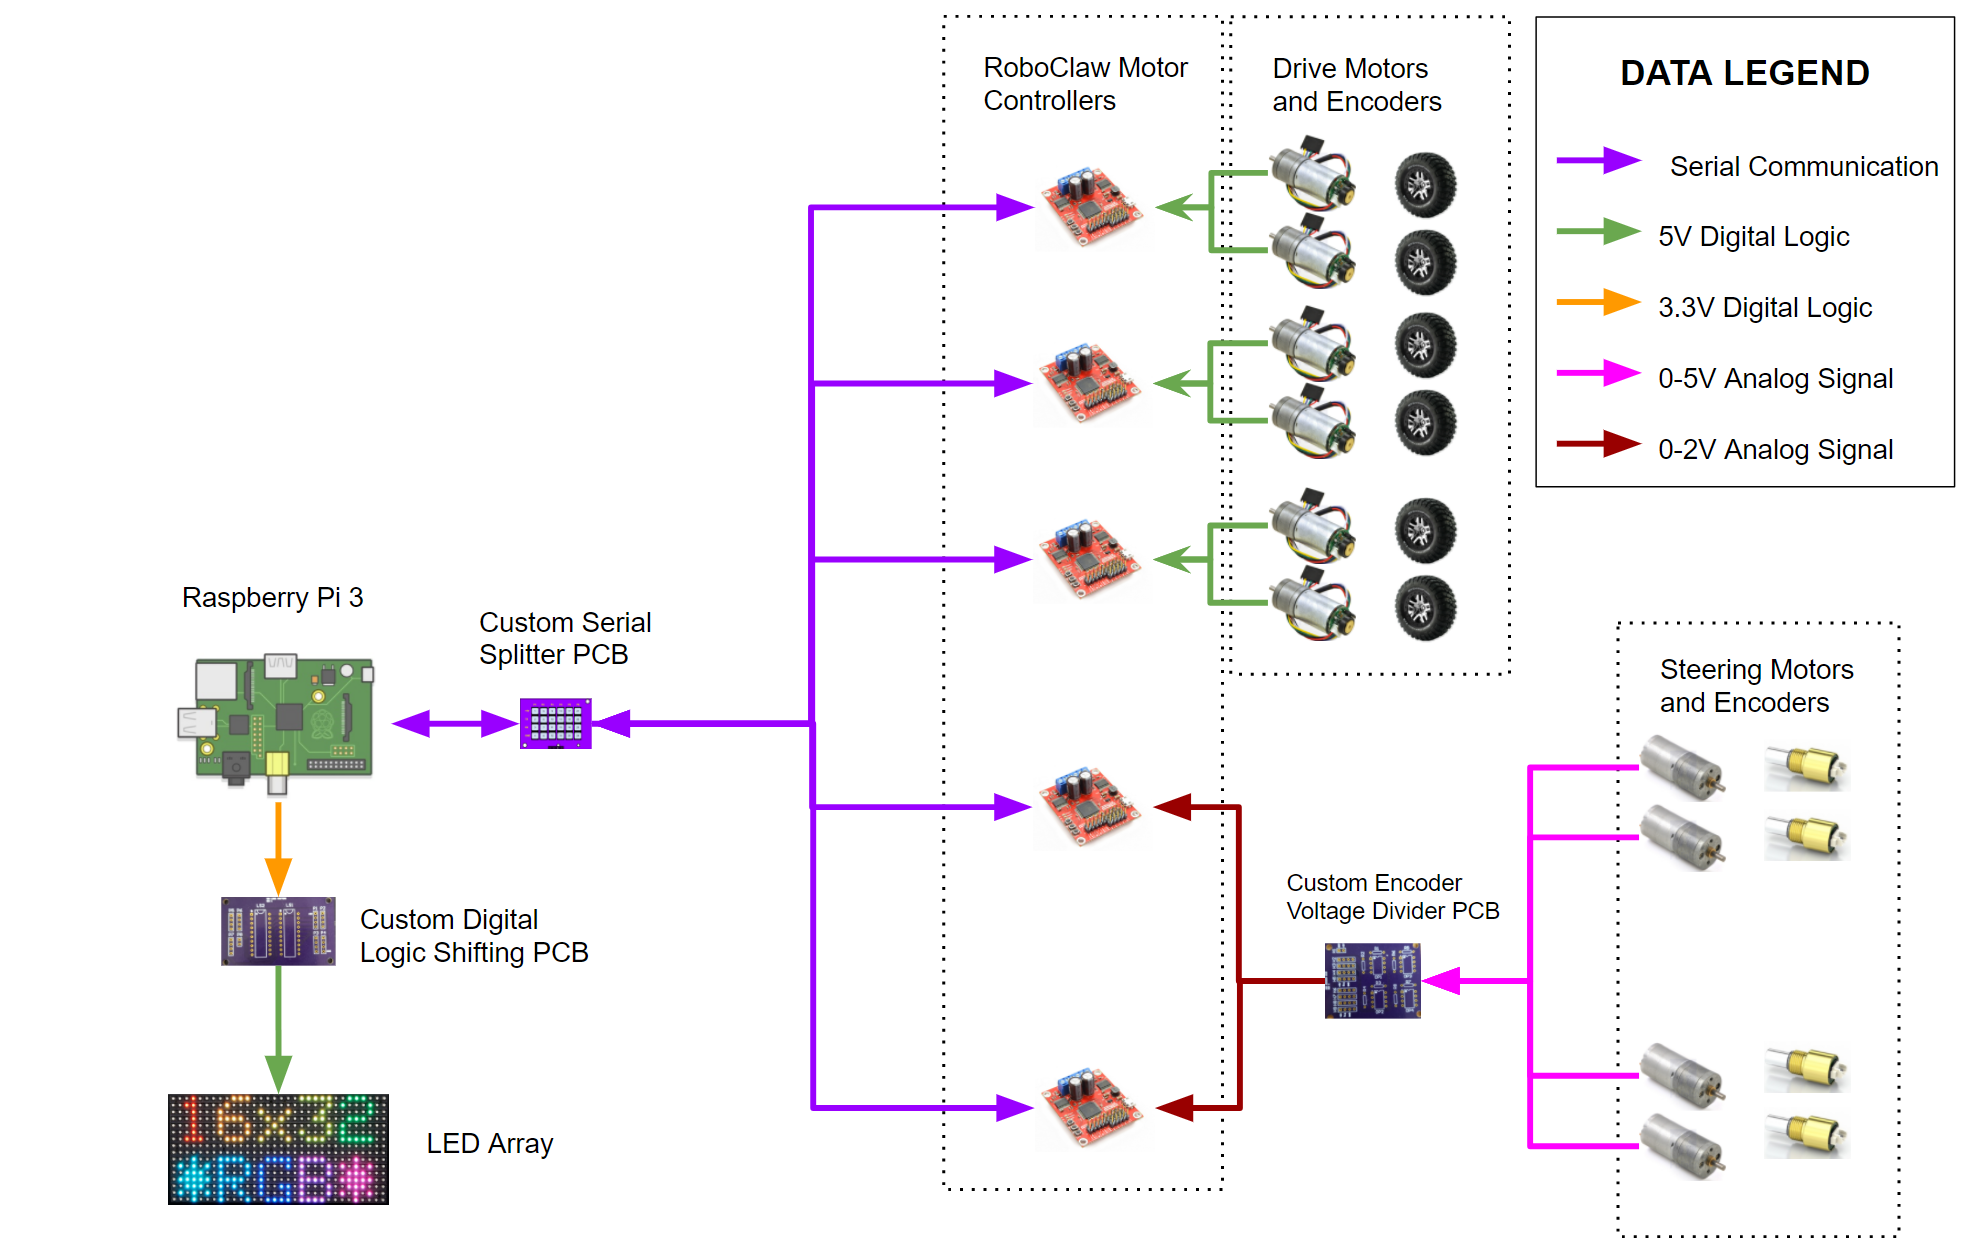 RoboClaw Motor
Controllers
Drive Motors
and Encoders
DATA LEGEND
Serial Communication
5V Digital Logic
3.3V Digital Logic
0-5V Analog Signal
0-2V Analog Signal
Raspberry Pi 3
Custom Serial
Splitter PCB
Steering Motors
and Encoders
Custom Encoder
Voltage Divider PCB
Custom Digital
Logic Shifting PCB
LED Array
16x32
*RGB*